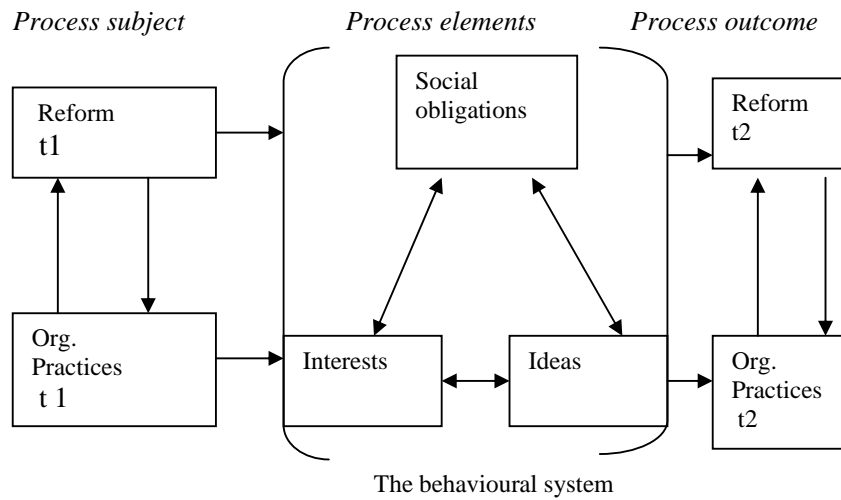 Process subject
Process elements
Process outcome
Reform
t1
Social
obligations
Reform
t2
Org.
Practices
t 1
Interests
Ideas
Org.
Practices
t2
The behavioural system